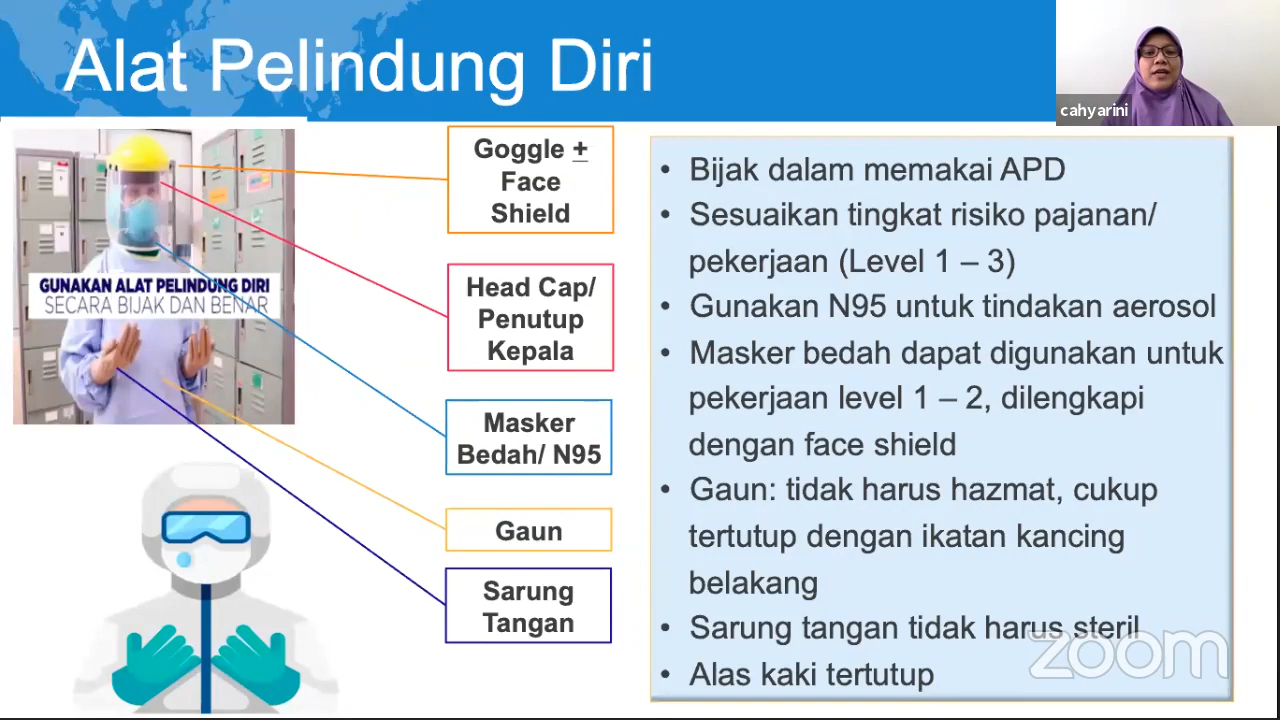 Alat Pelindung Diri
cahyarini
GUNAKAN ALAT PELINDUNG DIRI
SECARA BIJAK DAN BENAR
Goggle +
Face
Shield
Head Cap/
Penutup
Kepala
Masker
Bedah/ N95
Gaun
Sarung
Tangan
• Bijak dalam memakai APD
• Sesuaikan tingkat risiko pajanan/
pekerjaan (Level 1 – 3)
• Gunakan N95 untuk tindakan aerosol
• Masker bedah dapat digunakan untuk
pekerjaan level 1 – 2, dilengkapi
dengan face shield
• Gaun: tidak harus hazmat, cukup
tertutup dengan ikatan kancing
belakang
• Sarung tangan tidak harus steril
• Alas kaki tertutup
zoom